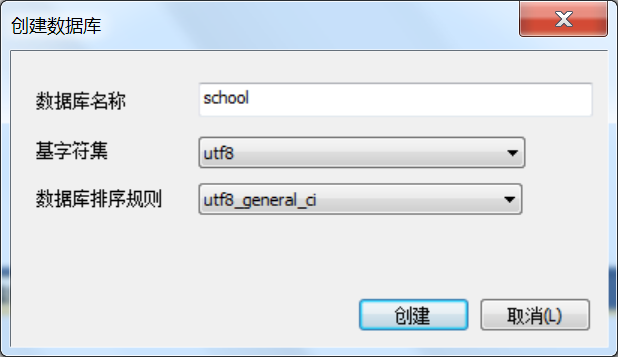 创建数据库
数据库名称
school
基字符集
utf8
数据库排序规则
utf8_general_ci
创建
取消(L)